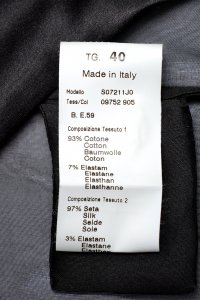 TG. 40
Made in Italy
Modello S07211J0
Tess/Col 09752 905
B. E.59
Composizione Tessuto 1
93% Cotone
Cotton
Baumwolle
Coton
7% Elastam
Elastane
Elasthan
Elasthanne
Composizione Tessuto 2
97% Seta
Silk
Seide
Soie
3% Elastam
Elastane